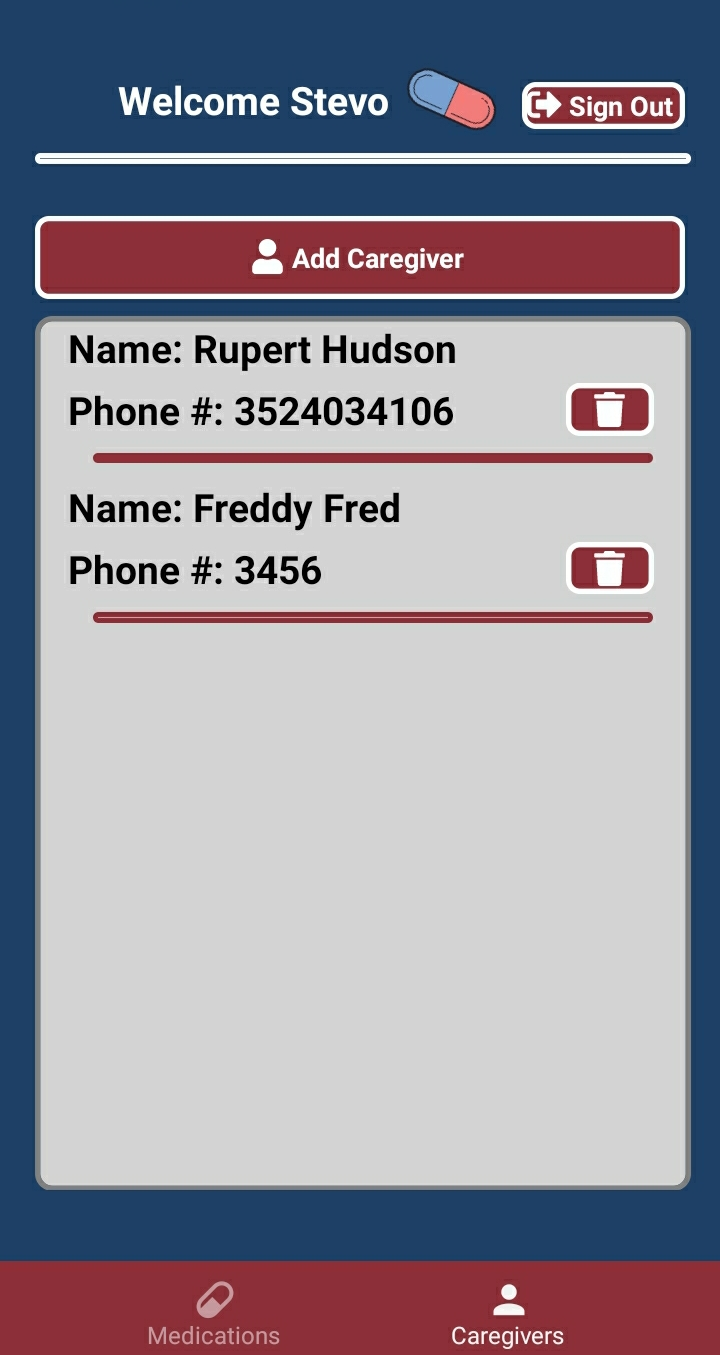 Welcome Stevo
Sign Out
Add Caregiver
Name: Rupert Hudson
Phone #: 3524034106
Name: Freddy Fred
Phone #: 3456
Medications
Caregivers